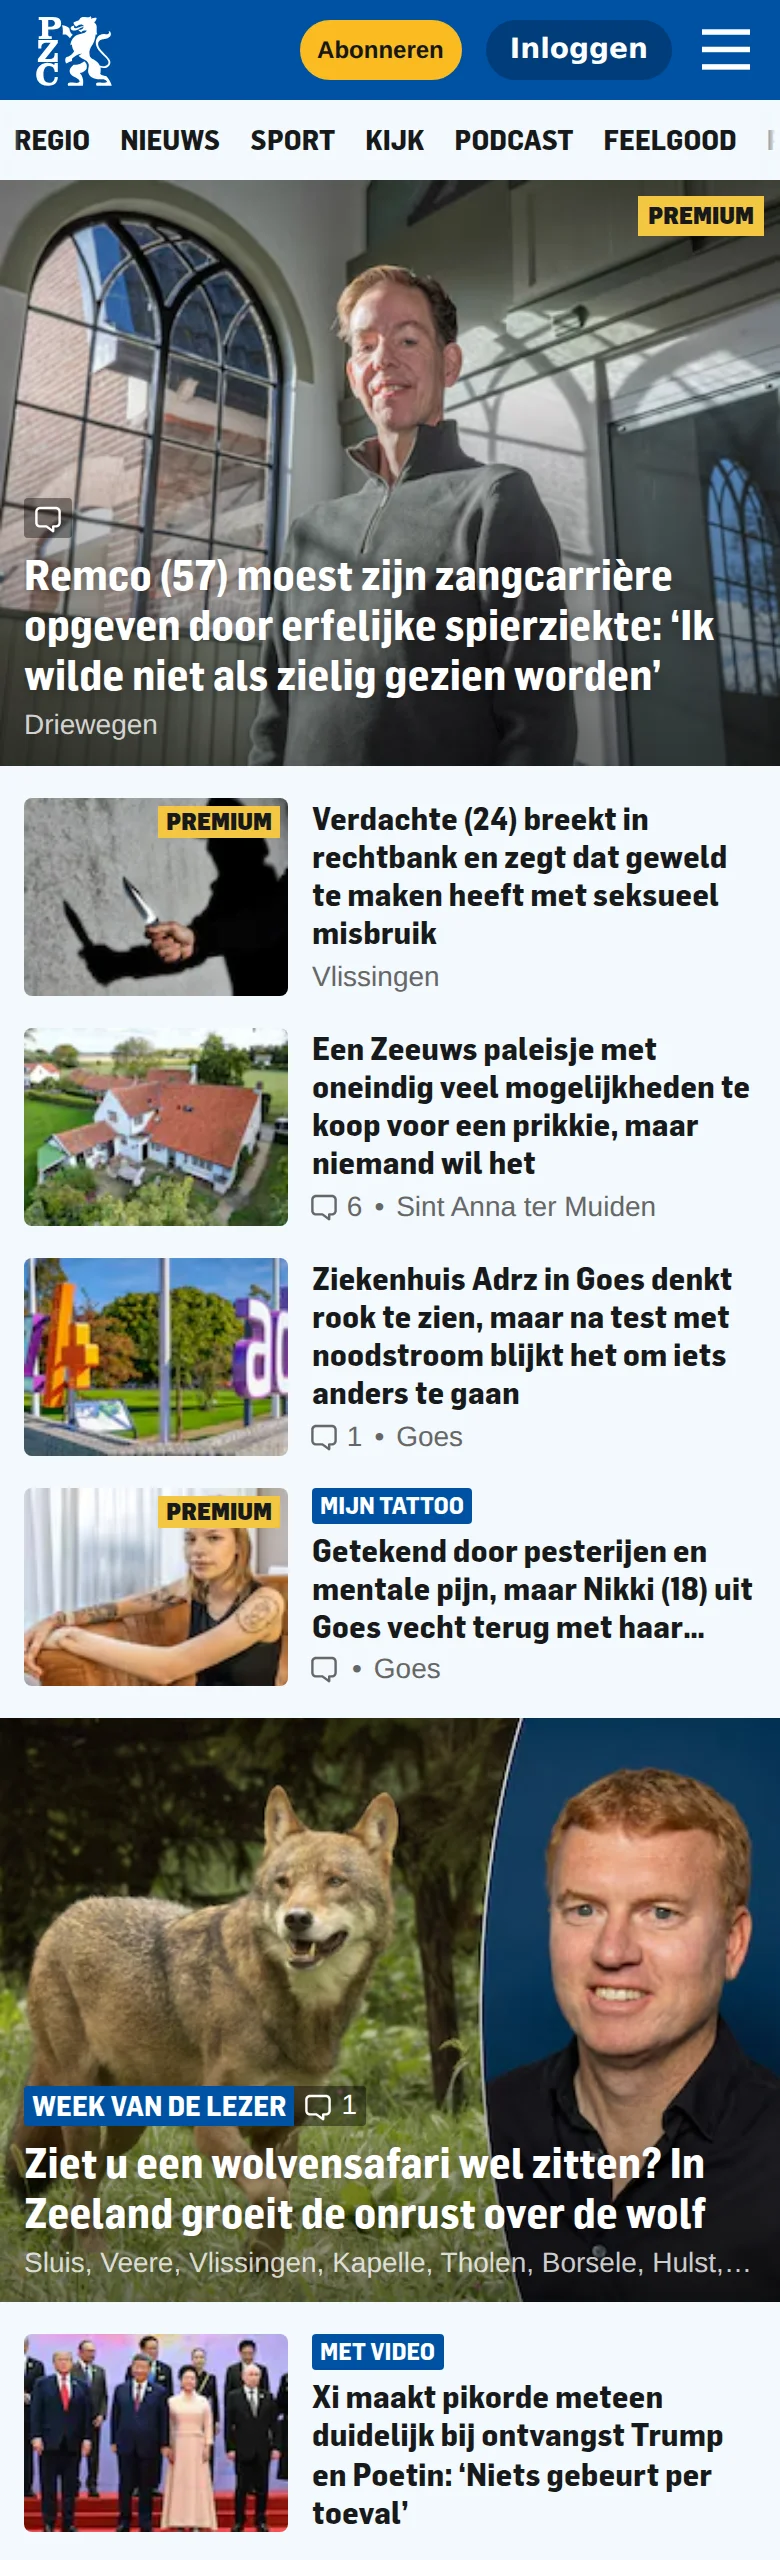 PZC
Abonneren
Inloggen
REGIO NIEUWS SPORT KIJK PODCAST FEELGOOD
PREMIUM
Remco (57) moest zijn zangcarrière
opgeven door erfelijke spierziekte: ‘Ik
wilde niet als zielig gezien worden’
Driewegen
PREMIUM
Verdachte (24) breekt in
rechtbank en zegt dat geweld
te maken heeft met seksueel
misbruik
Vlissingen
Een Zeeuws paleisje met
oneindig veel mogelijkheden te
koop voor een prikkie, maar
niemand wil het
6 • Sint Anna ter Muiden
Ziekenhuis Adrz in Goes denkt
rook te zien, maar na test met
noodstroom blijkt het om iets
anders te gaan
1 • Goes
PREMIUM
MIJN TATTOO
Getekend door pesterijen en
mentale pijn, maar Nikki (18) uit
Goes vecht terug met haar...
• Goes
WEEK VAN DE LEZER 1
Ziet u een wolvensafari wel zitten? In
Zeeland groeit de onrust over de wolf
Sluis, Veere, Vlissingen, Kapelle, Tholen, Borsele, Hulst,...
MET VIDEO
Xi maakt pikorde meteen
duidelijk bij ontvangst Trump
en Poetin: ‘Niets gebeurt per
toeval’